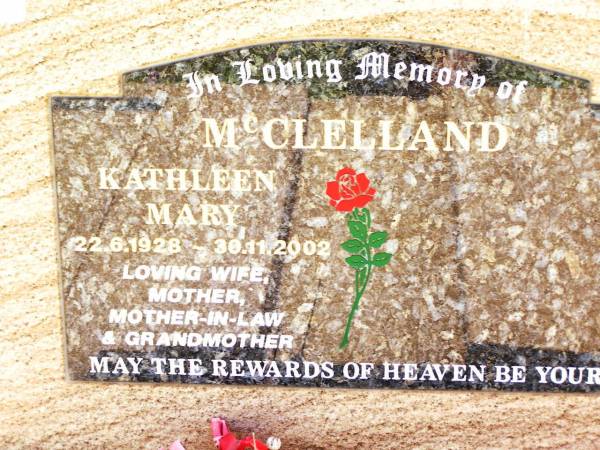 In Loving Memory of
McCLELLAND
KATHLEEN
MARY
22.6.1928 - 30.11.2002
LOVING WIFE,
MOTHER,
MOTHER-IN-LAW
& GRANDMOTHER
MAY THE REWARDS OF HEAVEN BE YOUR